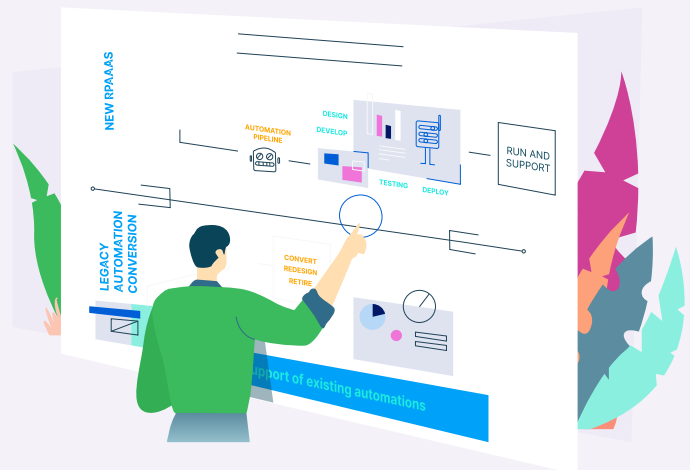 NEW RPAAAS
AUTOMATION
PIPELINE
DESIGN
DEVELOP
TESTING
DEPLOY
RUN AND
SUPPORT
LEGACY
AUTOMATION
CONVERSION
CONVERT
REDESIGN
RETIRE
of existing automations